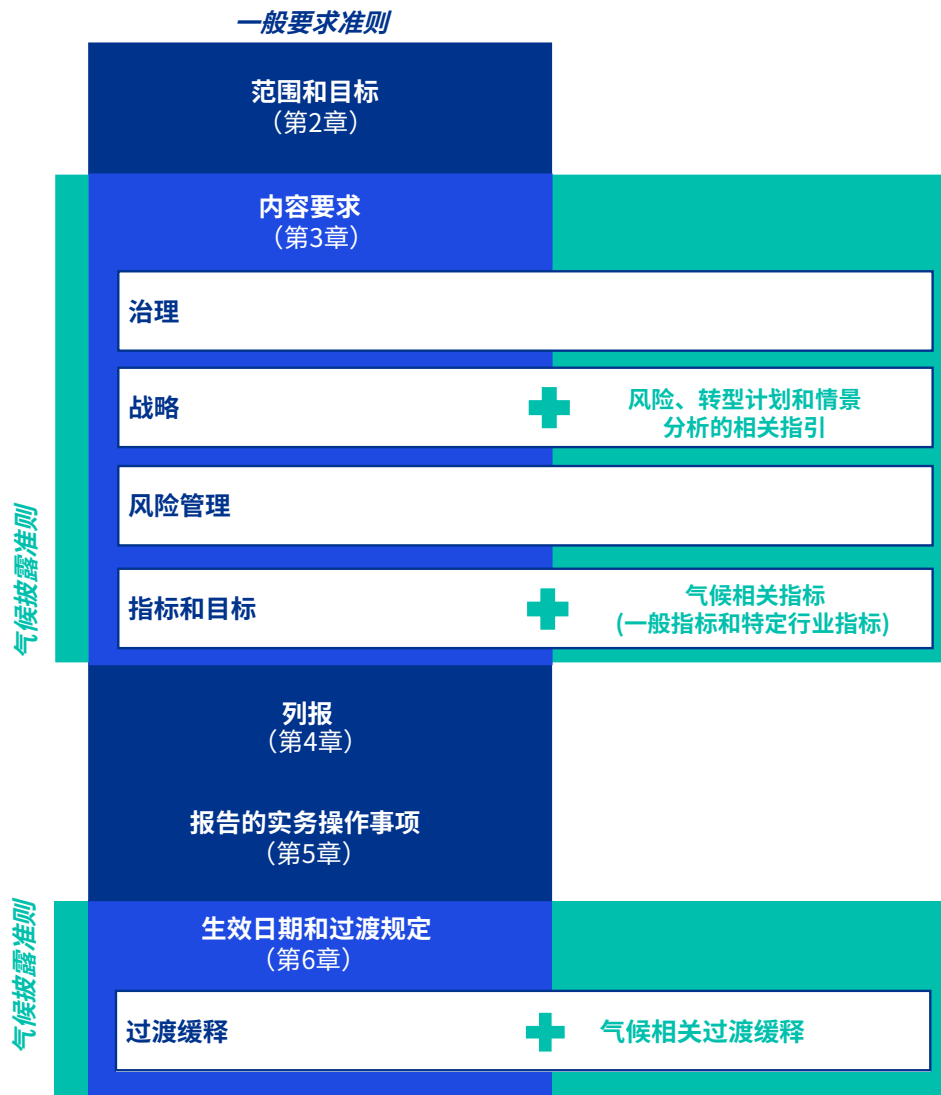 一般要求准则
范围和目标
（第2章）
内容要求
（第3章）
治理
战略
风险、转型计划和情景
分析的相关指引
风险管理
指标和目标
气候相关指标
(一般指标和特定行业指标)
气候披露准则
列报
（第4章）
报告的实务操作事项
（第5章）
气候披露准则
生效日期和过渡规定
（第6章）
过渡缓释
气候相关过渡缓释